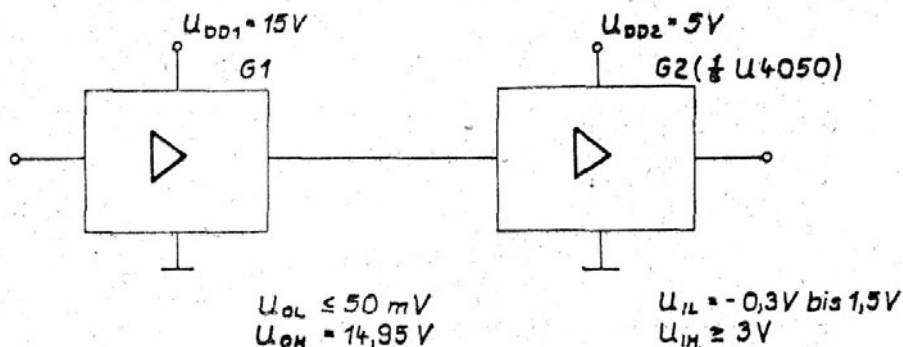 U_DD1 = 15V
U_DD2 = 5V
G1
G2 (1/6 U4050)
U_OL ≤ 50 mV
U_OH = 14,95 V
U_IL = -0,3V bis 1,5V
U_IH ≥ 3V